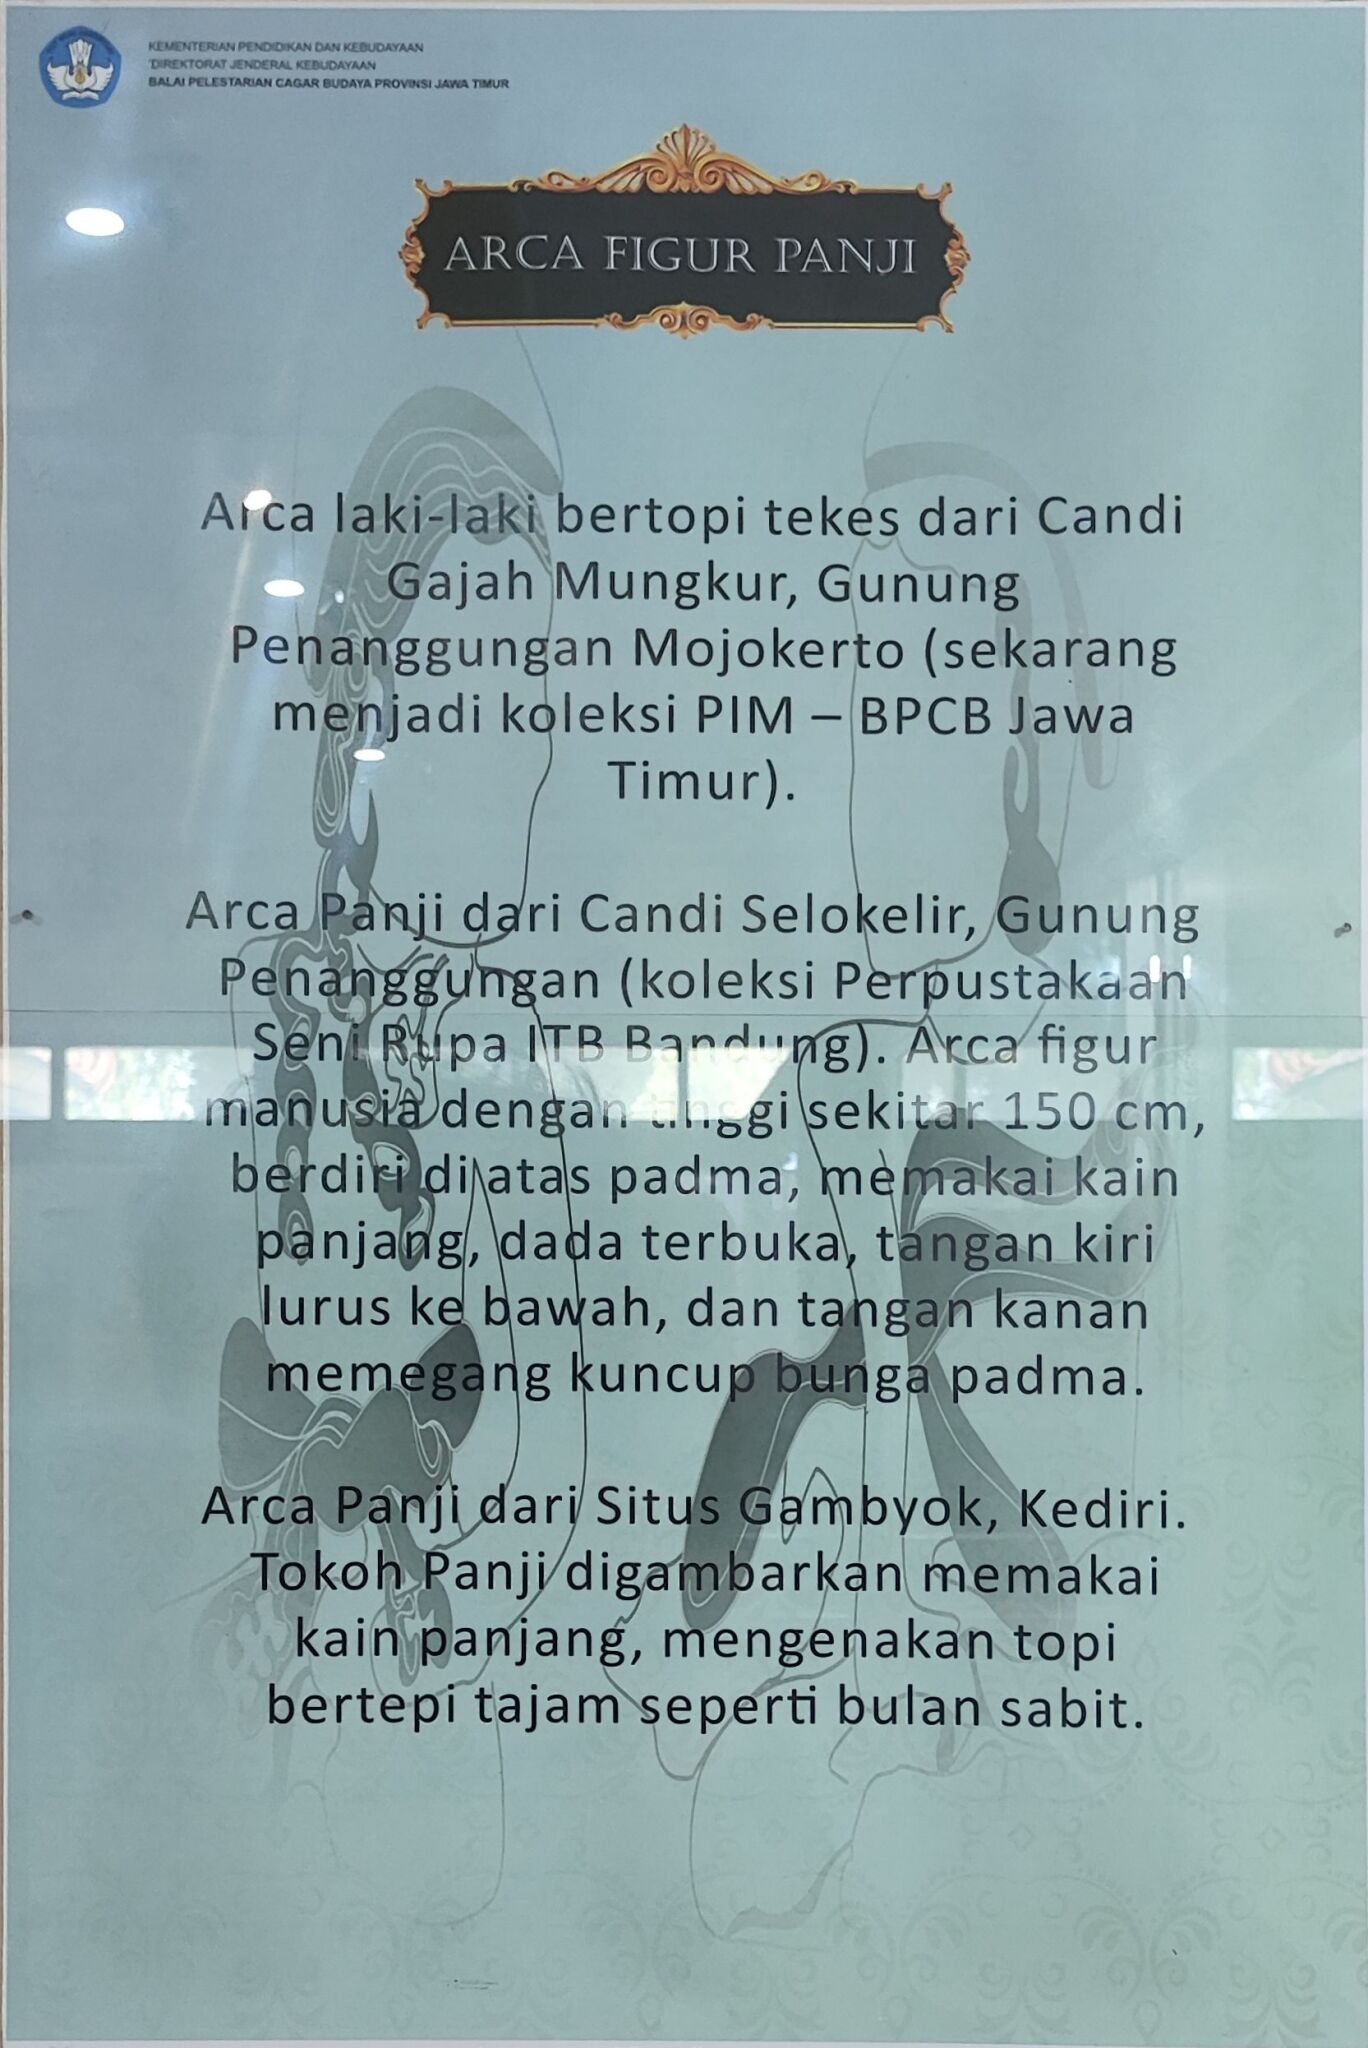 KEMENTERIAN PENDIDIKAN DAN KEBUDAYAAN
DIREKTORAT JENDERAL KEBUDAYAAN
BALAI PELESTARIAN CAGAR BUDAYA PROVINSI JAWA TIMUR
ARCA FIGUR PANJI
Arca laki-laki bertopi tekes dari Candi
Gajah Mungkur, Gunung
Penanggungan Mojokerto (sekarang
menjadi koleksi PIM – BPCB Jawa
Timur).
Arca Panji dari Candi Selokelir, Gunung
Penanggungan (koleksi Perpustakaan
Seni Rupa ITB Bandung). Arca figur
manusia dengan tinggi sekitar 150 cm,
berdiri di atas padma, memakai kain
panjang, dada terbuka, tangan kiri
lurus ke bawah, dan tangan kanan
memegang kuncup bunga padma.
Arca Panji dari Situs Gambyok, Kediri.
Tokoh Panji digambarkan memakai
kain panjang, mengenakan topi
bertepi tajam seperti bulan sabit.